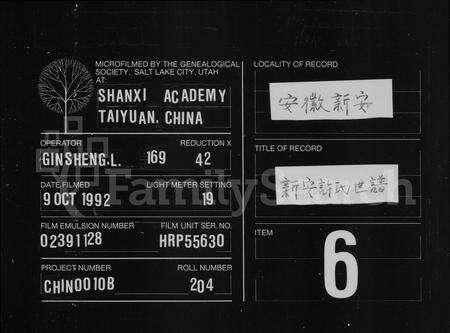 MICROFILMED BY THE GENEALOGICAL
SOCIETY, SALT LAKE CITY, UTAH
AT:
SHANXI ACADEMY
TAIYUAN, CHINA
OPERATOR
REDUCTION X
GINSHENG.L. 169 42
DATE FILMED
LIGHT METER SETTING
9 OCT 1992 19
FILM EMULSION NUMBER
FILM UNIT SER. NO.
02391128 HRP55630
PROJECT NUMBER
ROLL NUMBER
CHIN0010B 204
LOCALITY OF RECORD
安徽新安
TITLE OF RECORD
新安許氏世譜
ITEM
6
FamilySearch